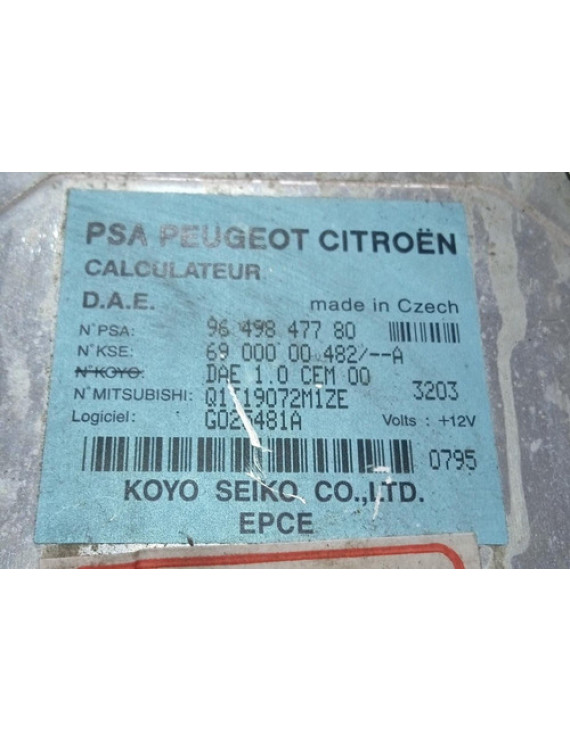 PSA PEUGEOT CITROËN
CALCULATEUR
D.A.E. made in Czech
N°PSA: 96 498 477 80
N°KSE: 69 000 00 482/--A
N°KOYO: DAE 1.0 CEM 00
N°MITSUBISHI: Q1T19072M1ZE 3203
Logiciel: Volts : +12V
0795
KOYO SEIKO CO.,LTD.
EPCE